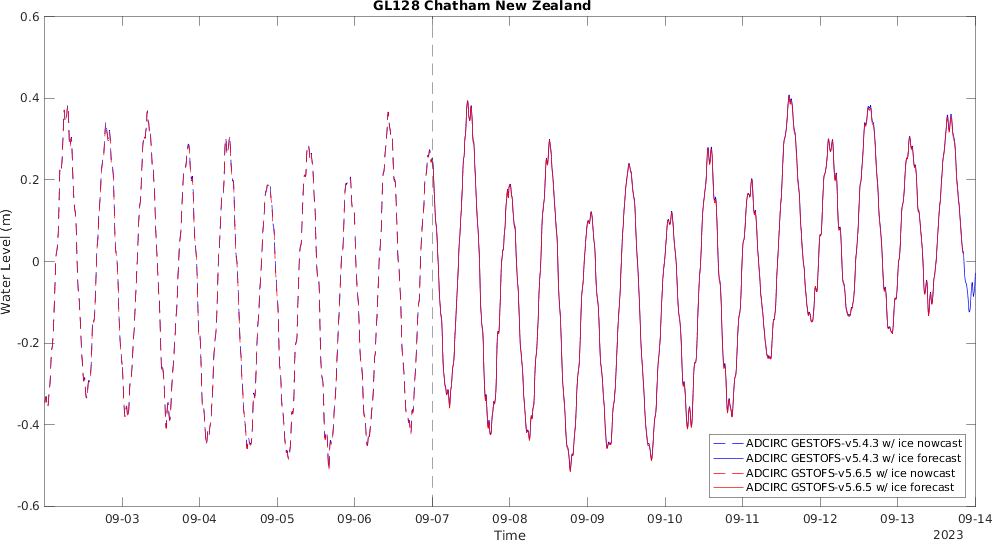 GL128 Chatham New Zealand
0.6
0.4
0.2
0
-0.2
-0.4
-0.6
Water Level (m)
ADCIRC GESTOFS-v5.4.3 w/ ice nowcast
ADCIRC GESTOFS-v5.4.3 w/ ice forecast
ADCIRC GSTOFS-v5.6.5 w/ ice nowcast
ADCIRC GSTOFS-v5.6.5 w/ ice forecast
09-03 09-04 09-05 09-06 09-07 09-08 09-09 09-10 09-11 09-12 09-13 09-14
Time
2023